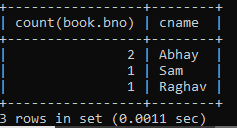 +-----------------+--------+
| count(book.bno) | cname  |
+-----------------+--------+
|               2 | Abhay  |
|               1 | Sam    |
|               1 | Raghav |
+-----------------+--------+
3 rows in set (0.0011 sec)